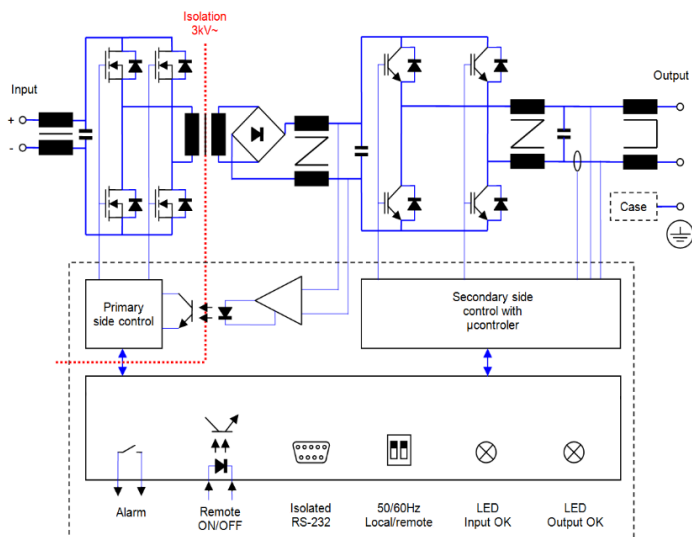 Isolation
3kV~
Input
Output
+
-
Case
Primary
side control
Secondary side
control with
µcontroler
Alarm
Remote
ON/OFF
Isolated
RS-232
50/60Hz
Local/remote
LED
Input OK
LED
Output OK